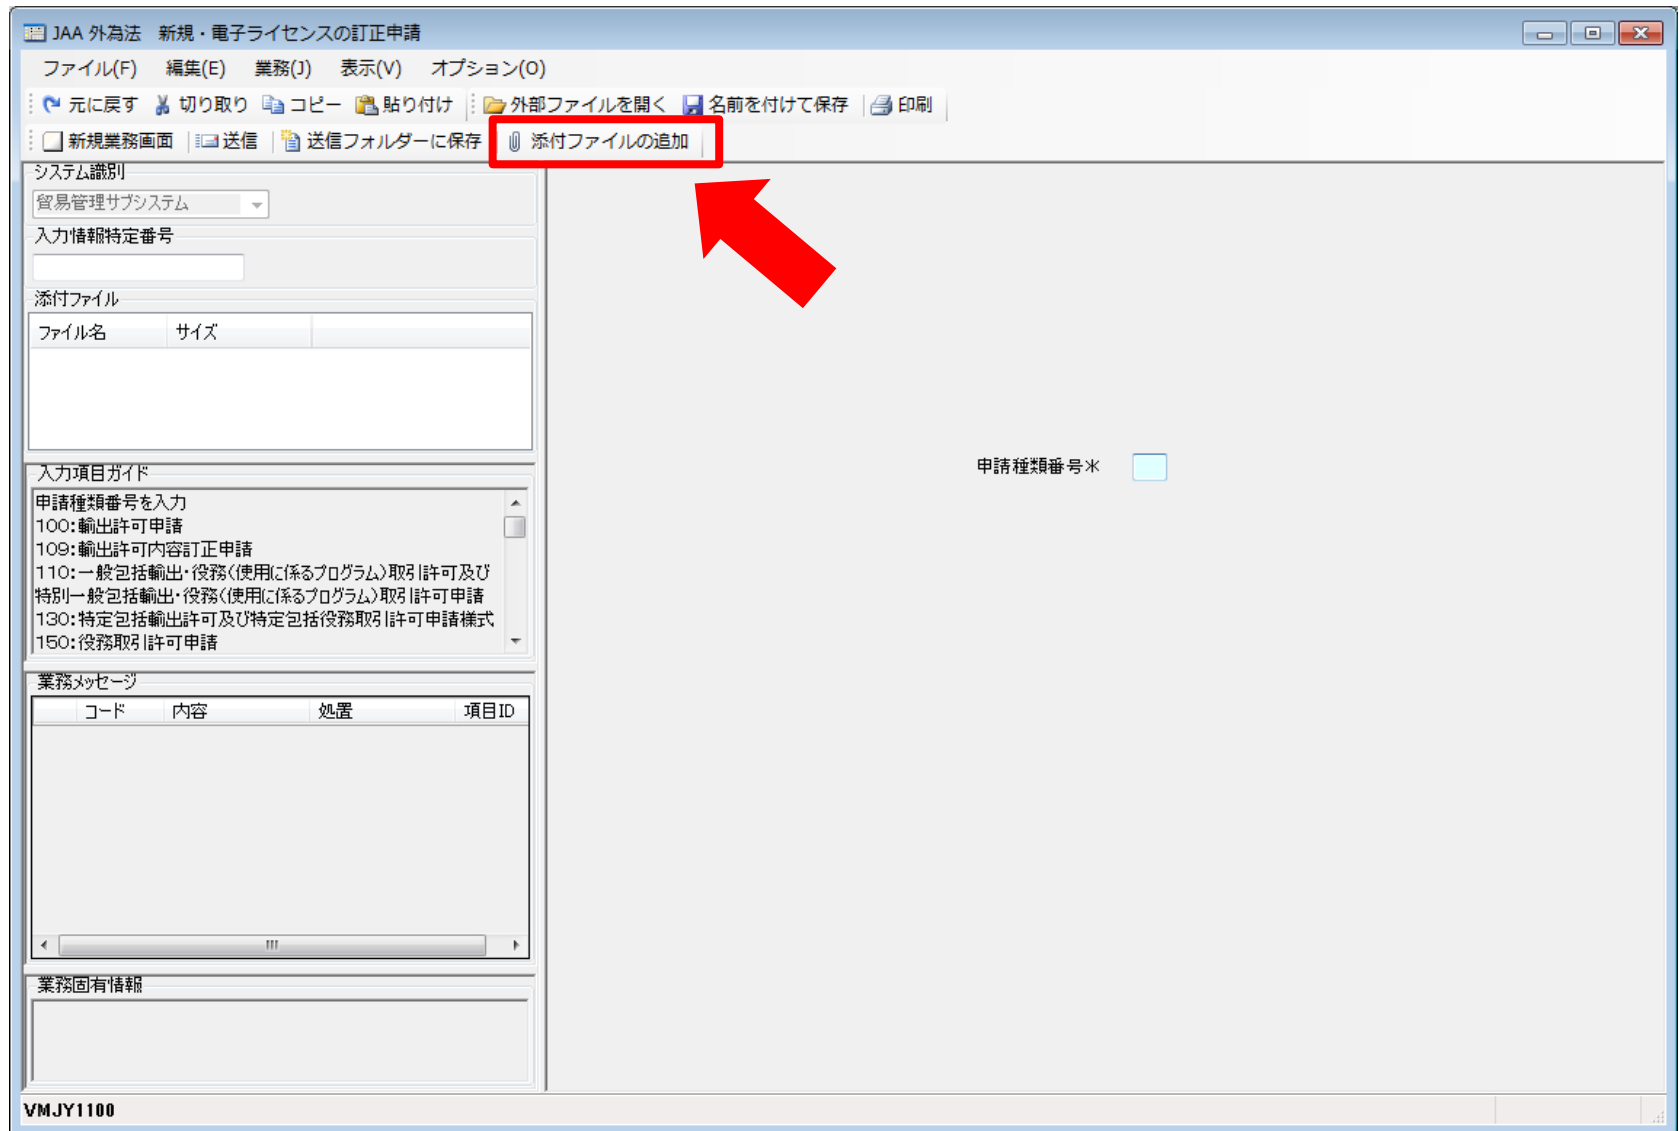 JAA 外為法　新規・電子ライセンスの訂正申請
ファイル(F) 編集(E) 業務(J) 表示(V) オプション(O)
元に戻す 切り取り コピー 貼り付け 外部ファイルを開く 名前を付けて保存 印刷
新規業務画面 送信 送信フォルダーに保存 添付ファイルの追加
システム識別
貿易管理サブシステム
入力情報特定番号
添付ファイル
ファイル名 サイズ
申請種類番号＊
入力項目ガイド
申請種類番号を入力
100:輸出許可申請
109:輸出許可内容訂正申請
110:一般包括輸出・役務(使用に係るプログラム)取引許可及び
特別一般包括輸出・役務(使用に係るプログラム)取引許可申請
130:特定包括輸出許可及び特定包括役務取引許可申請様式
150:役務取引許可申請
業務メッセージ
コード 内容 処置 項目ID
業務固有情報
VMJY1100